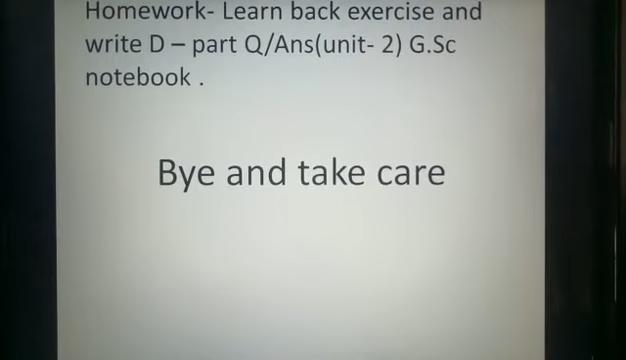 Homework- Learn back exercise and
write D – part Q/Ans(unit- 2) G.Sc
notebook .
Bye and take care